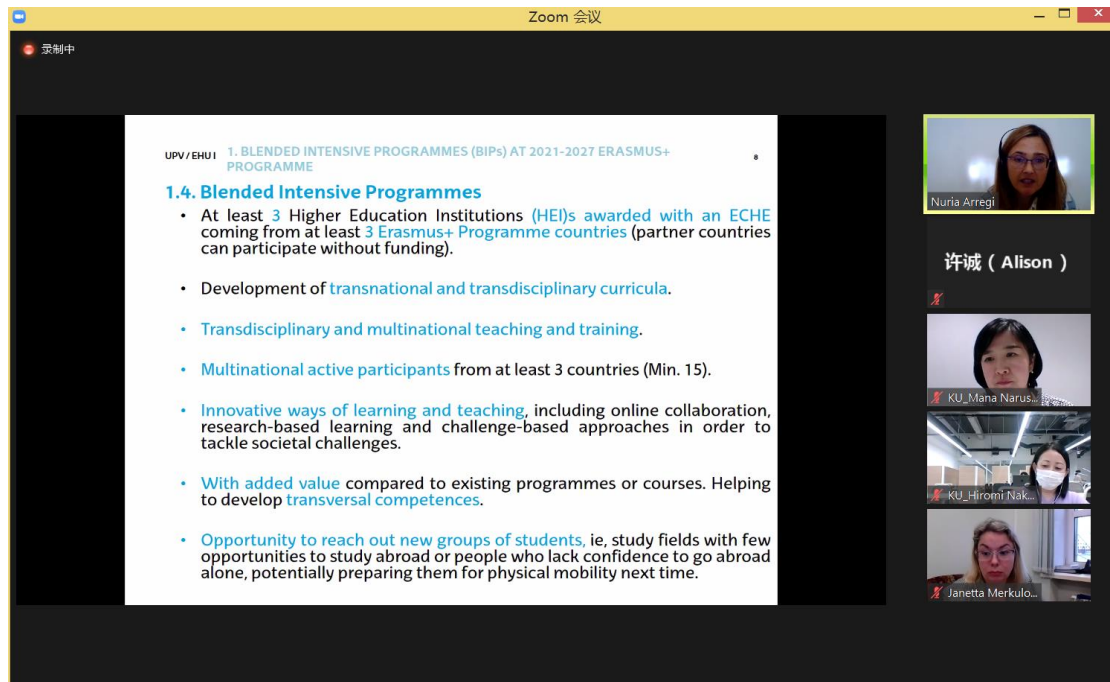 Zoom 会议
录制中
UPV / EHU I 1. BLENDED INTENSIVE PROGRAMMES (BIPs) AT 2021-2027 ERASMUS+
PROGRAMME
8
1.4. Blended Intensive Programmes
• At least 3 Higher Education Institutions (HEI)s awarded with an ECHE
coming from at least 3 Erasmus+ Programme countries (partner countries
can participate without funding).
• Development of transnational and transdisciplinary curricula.
• Transdisciplinary and multinational teaching and training.
• Multinational active participants from at least 3 countries (Min. 15).
• Innovative ways of learning and teaching, including online collaboration,
research-based learning and challenge-based approaches in order to
tackle societal challenges.
• With added value compared to existing programmes or courses. Helping
to develop transversal competences.
• Opportunity to reach out new groups of students, ie, study fields with few
opportunities to study abroad or people who lack confidence to go abroad
alone, potentially preparing them for physical mobility next time.
Nuria Arregi
许诚 ( Alison )
KU_Mana Narus...
KU_Hiromi Nak...
Janetta Merkulo...